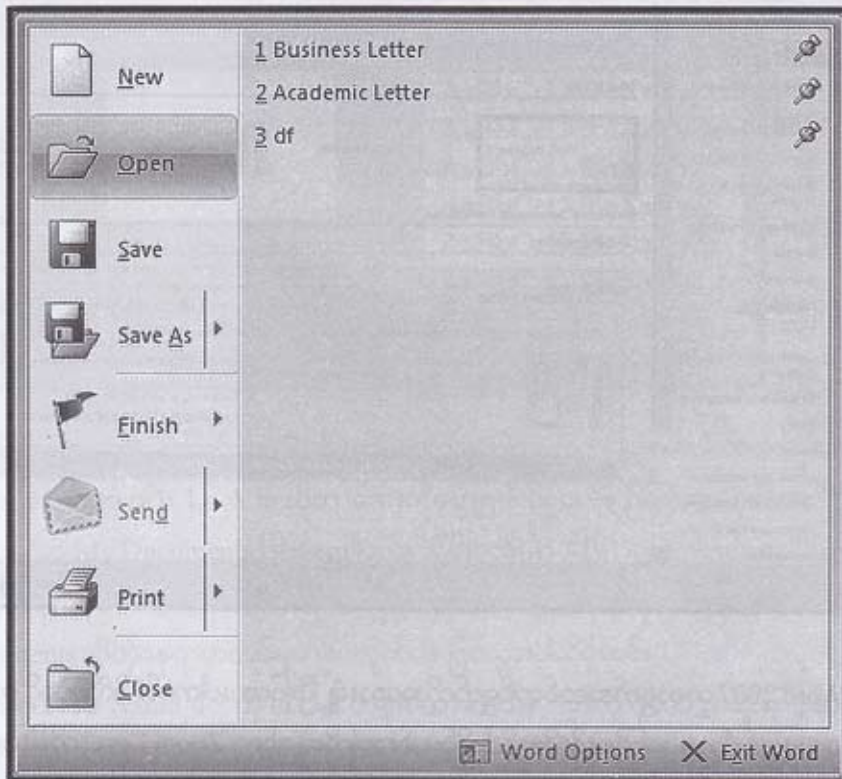 New
Open
Save
Save As
Finish
Send
Print
Close
1 Business Letter
2 Academic Letter
3 df
Word Options
Exit Word